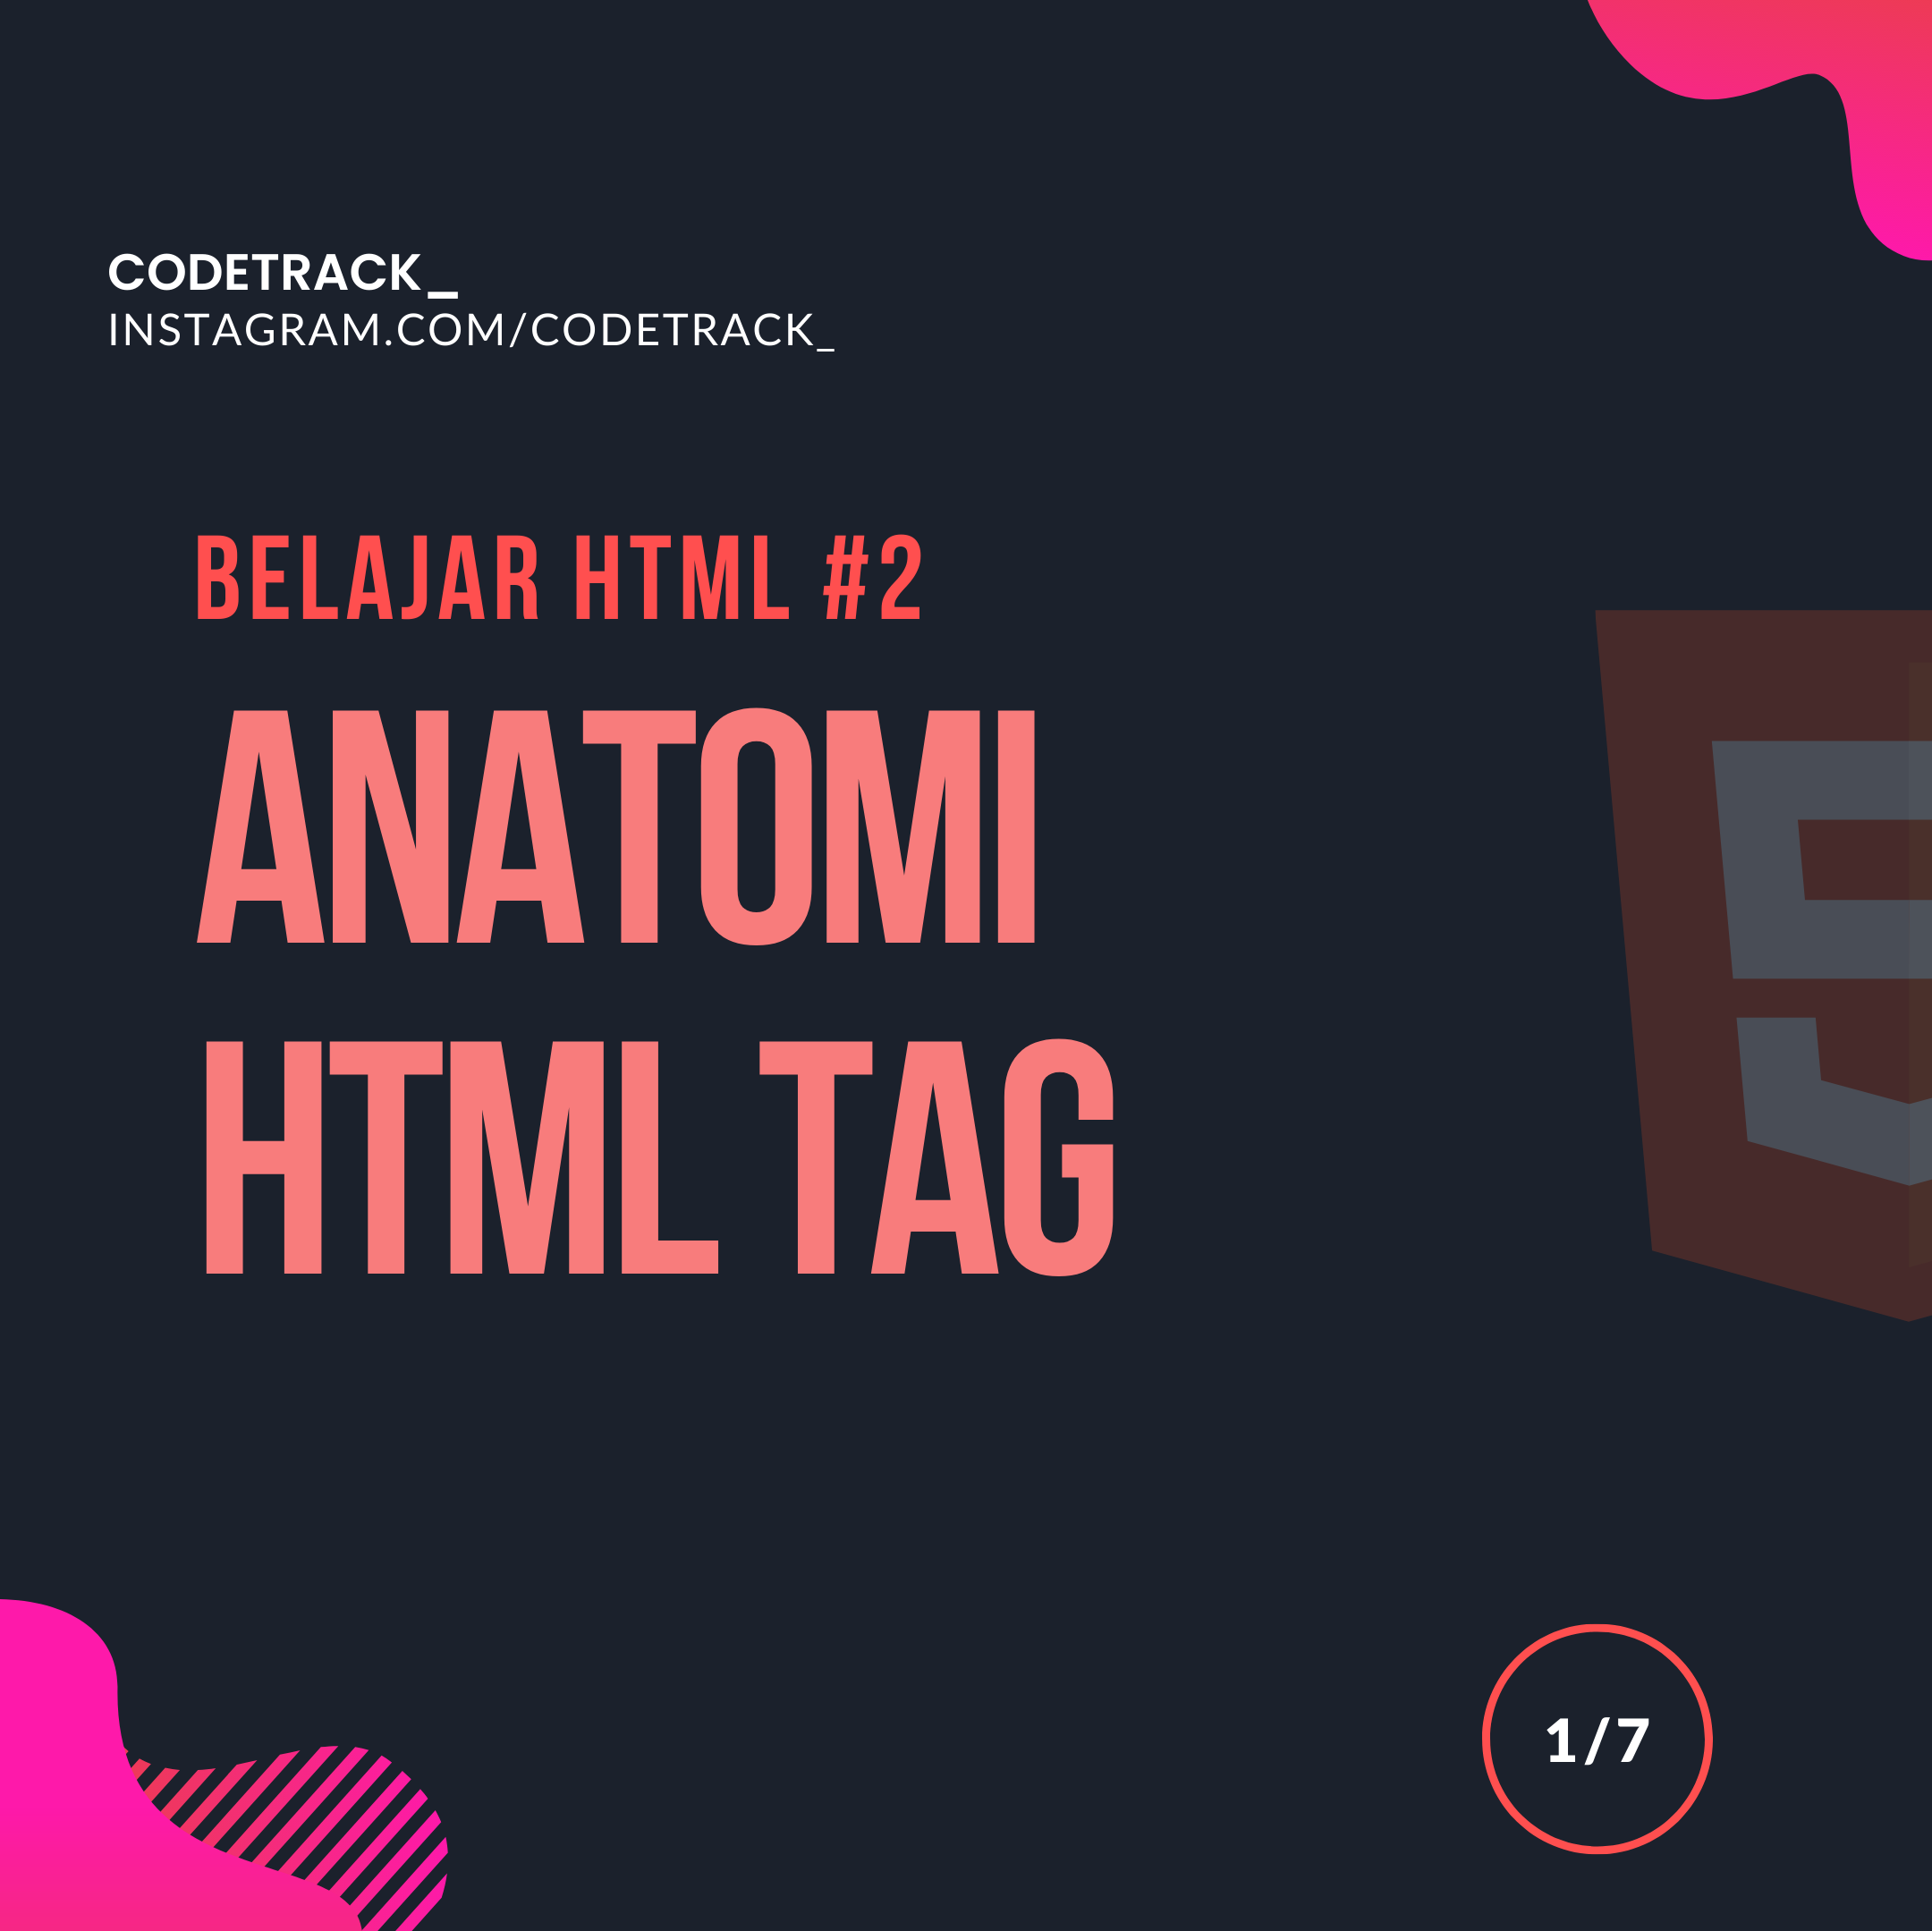 CODETRACK_
INSTAGRAM.COM/CODETRACK_
BELAJAR HTML #2
ANATOMI
HTML TAG
1/7